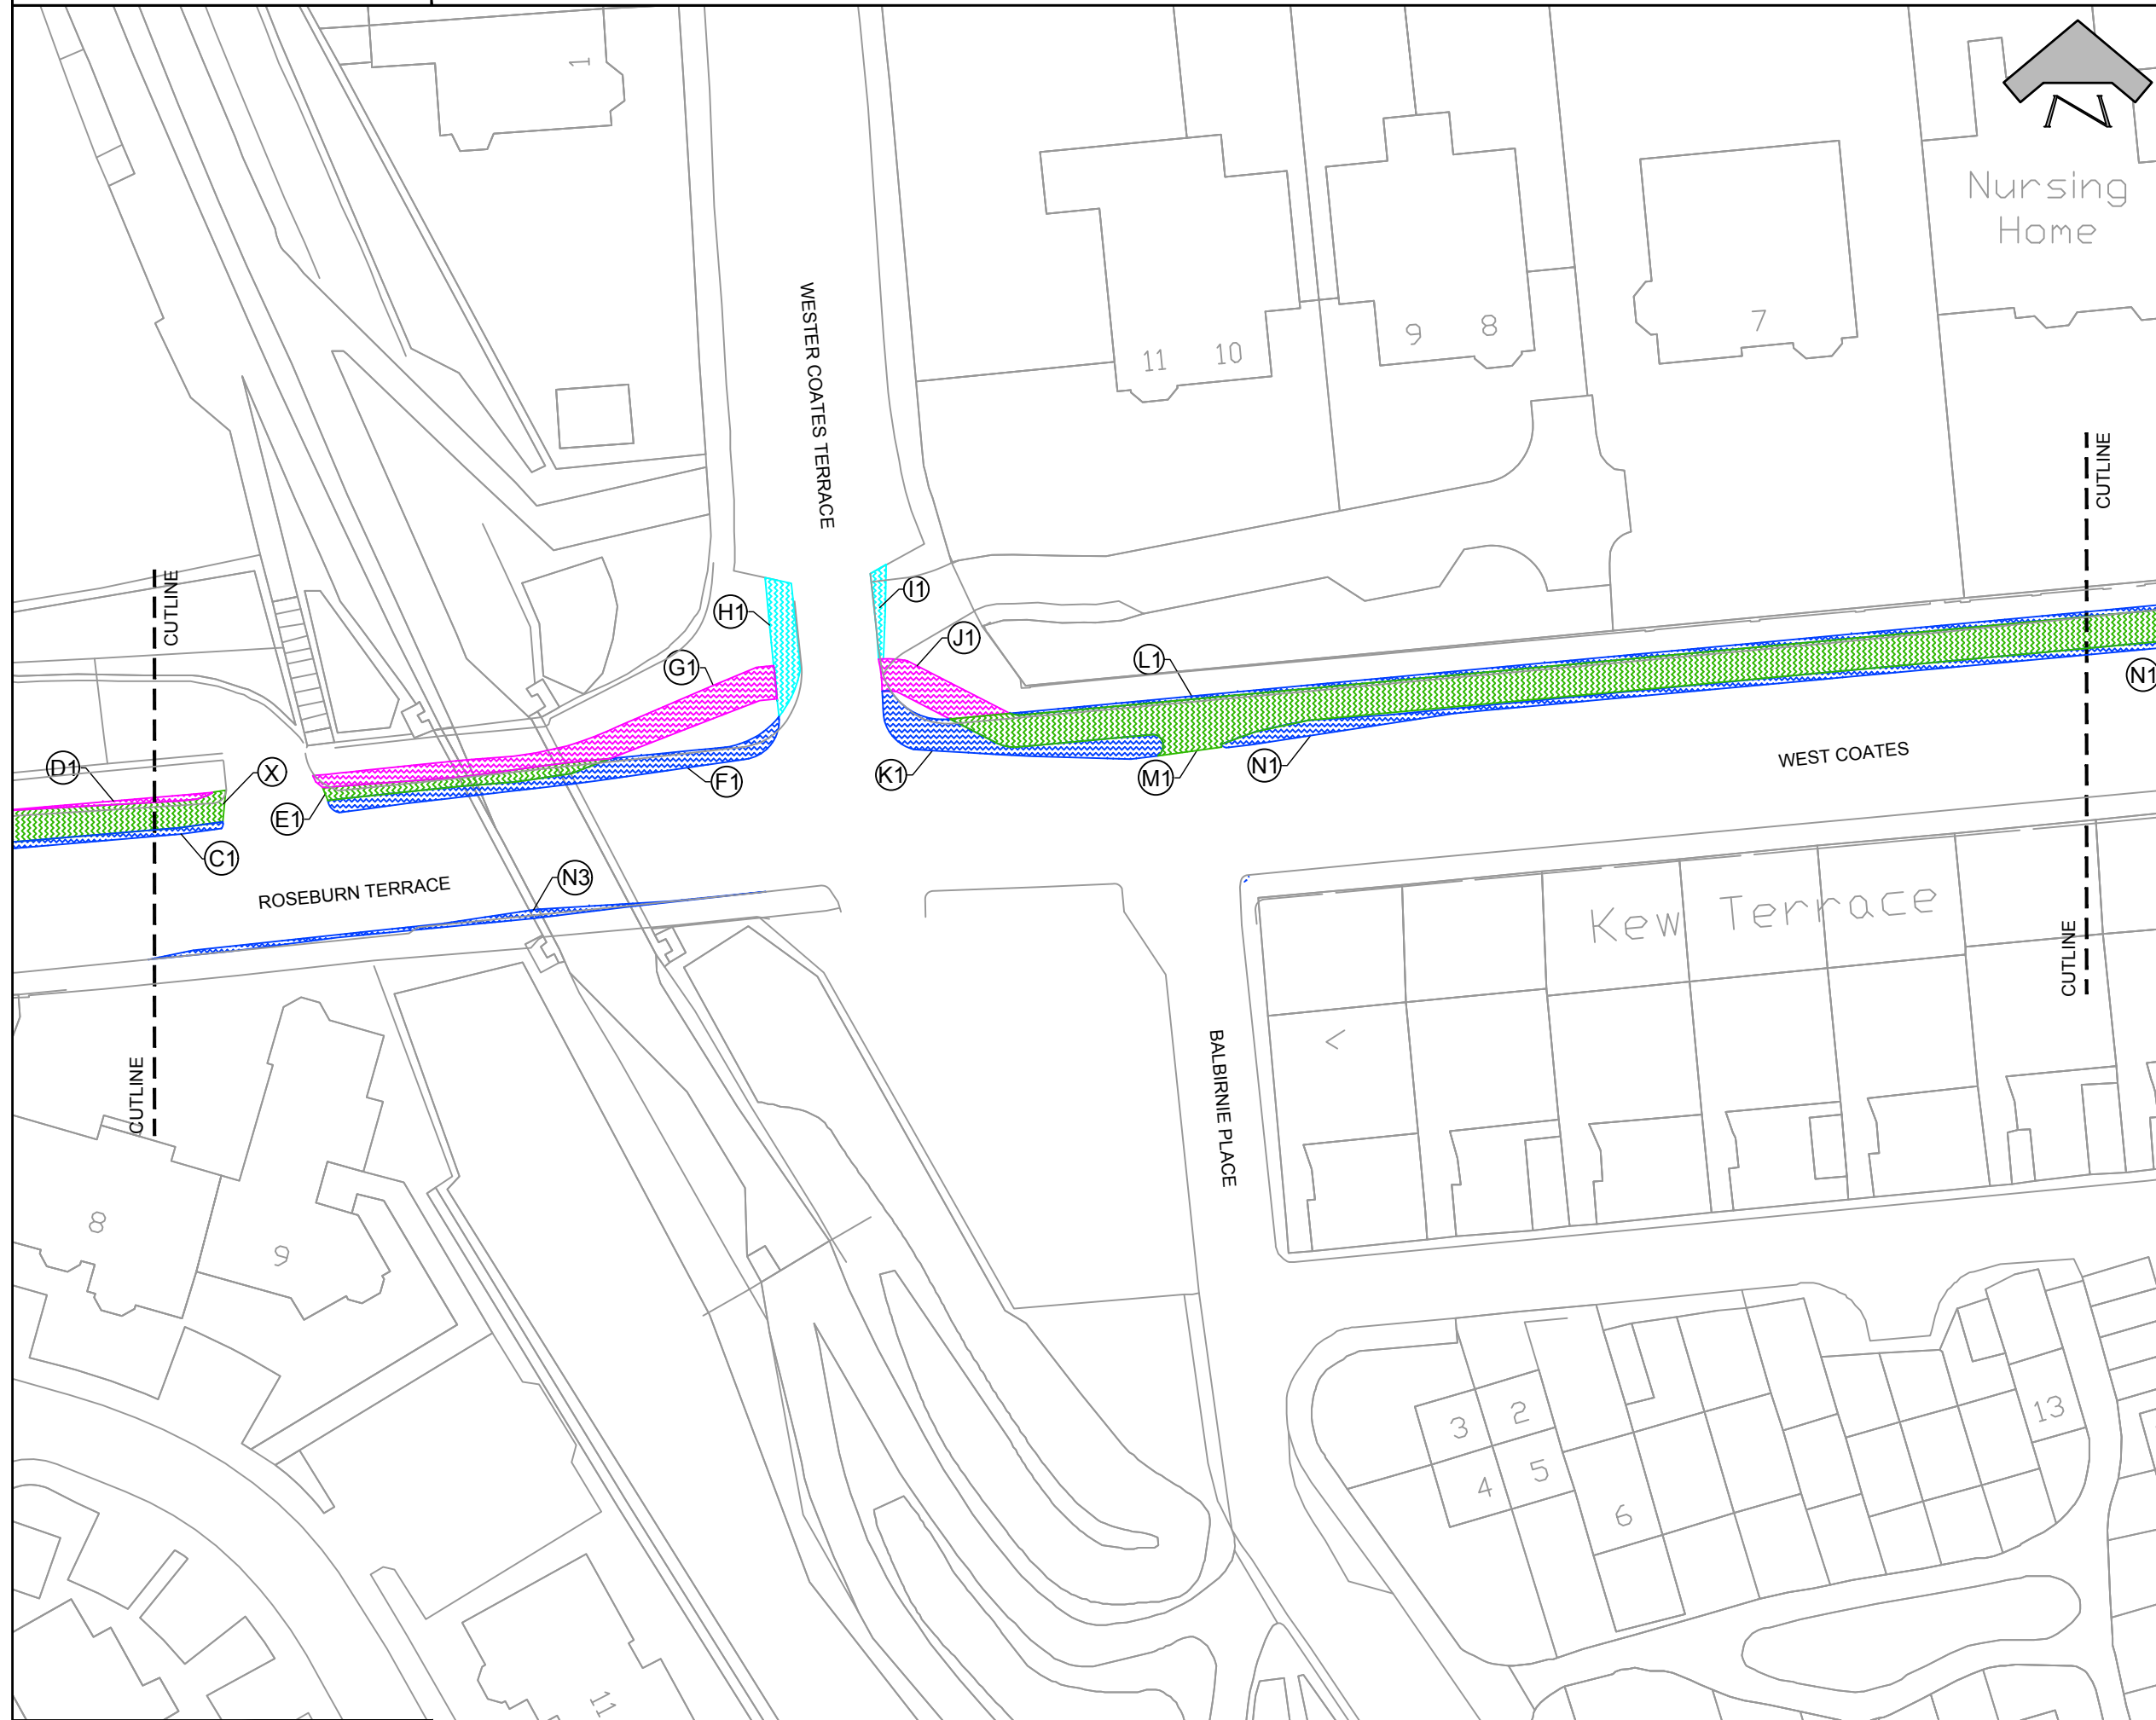 1
N
Nursing
Home
WESTER COATES TERRACE
11
10
9
8
7
CUTLINE
CUTLINE
I1
H1
J1
G1
L1
N1
D1
X
F1
K1
M1
N1
E1
C1
WEST COATES
ROSEBURN TERRACE
N3
Kew Terrace
CUTLINE
CUTLINE
<
BALBIRNIE PLACE
8
9
3
2
13
4
5
6
11